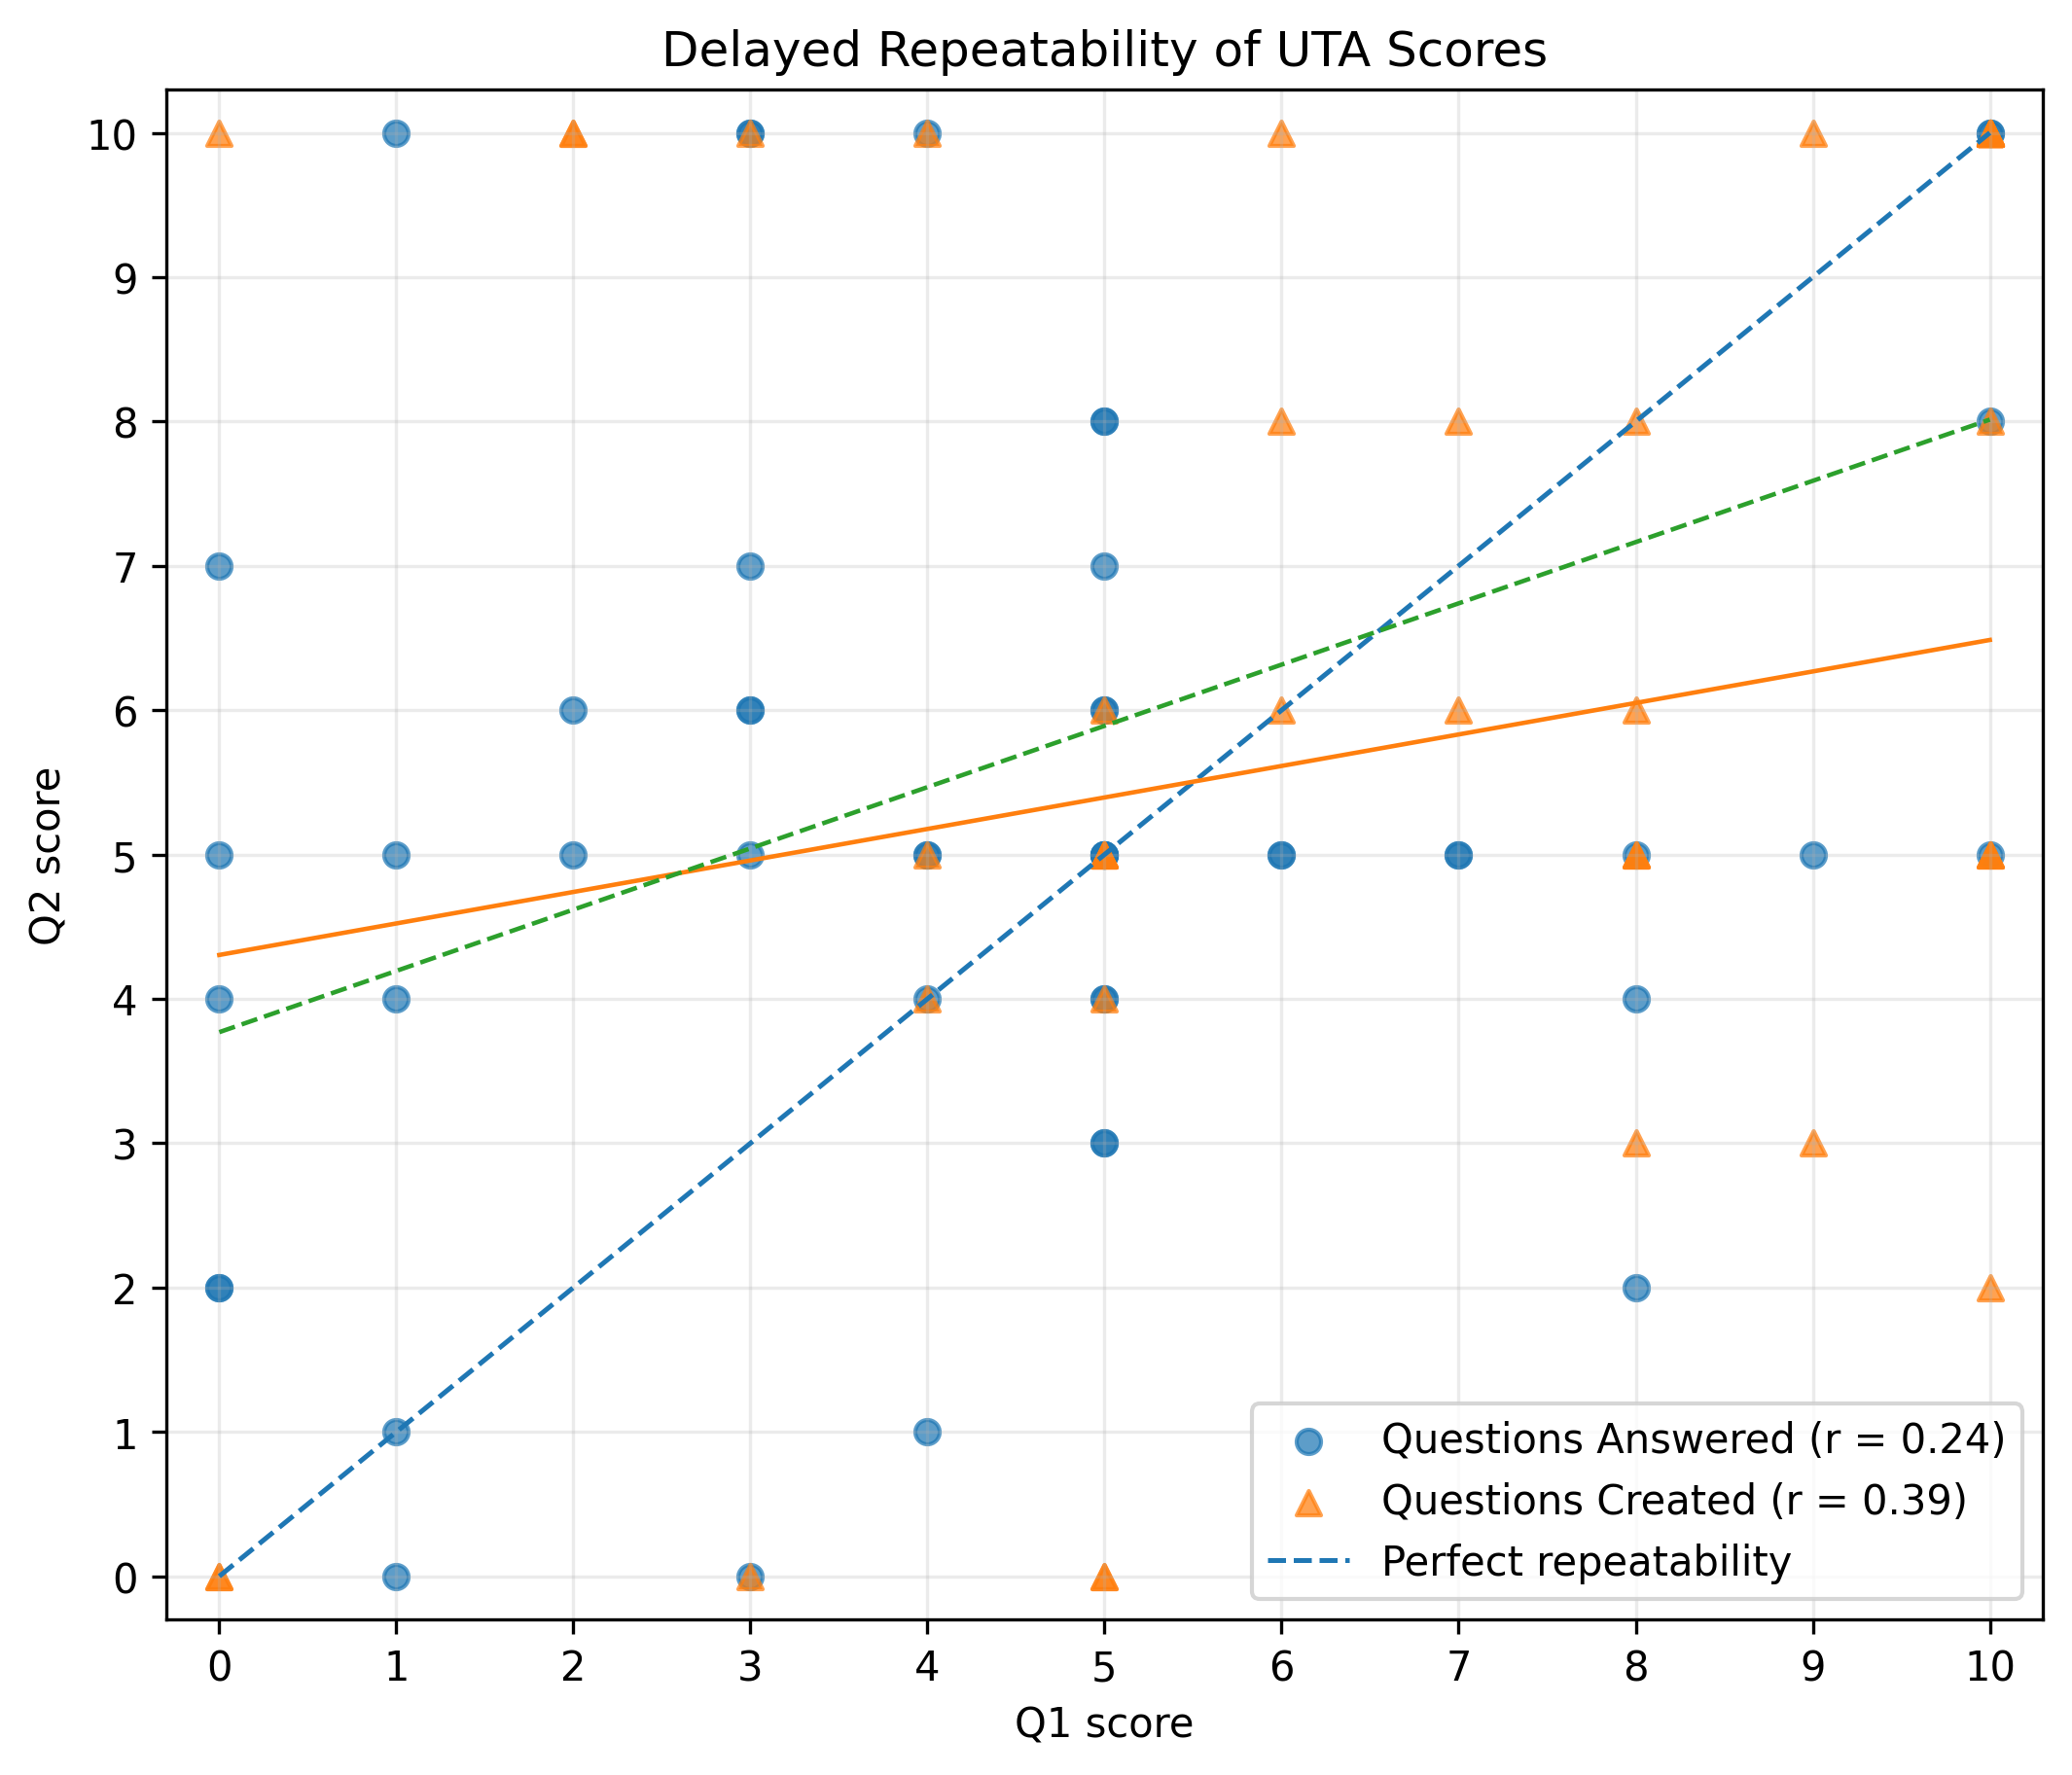 Delayed Repeatability of UTA Scores
10
9
8
7
6
5
4
3
2
1
0
Q2 score
0 1 2 3 4 5 6 7 8 9 10
Q1 score
Questions Answered (r = 0.24)
Questions Created (r = 0.39)
Perfect repeatability